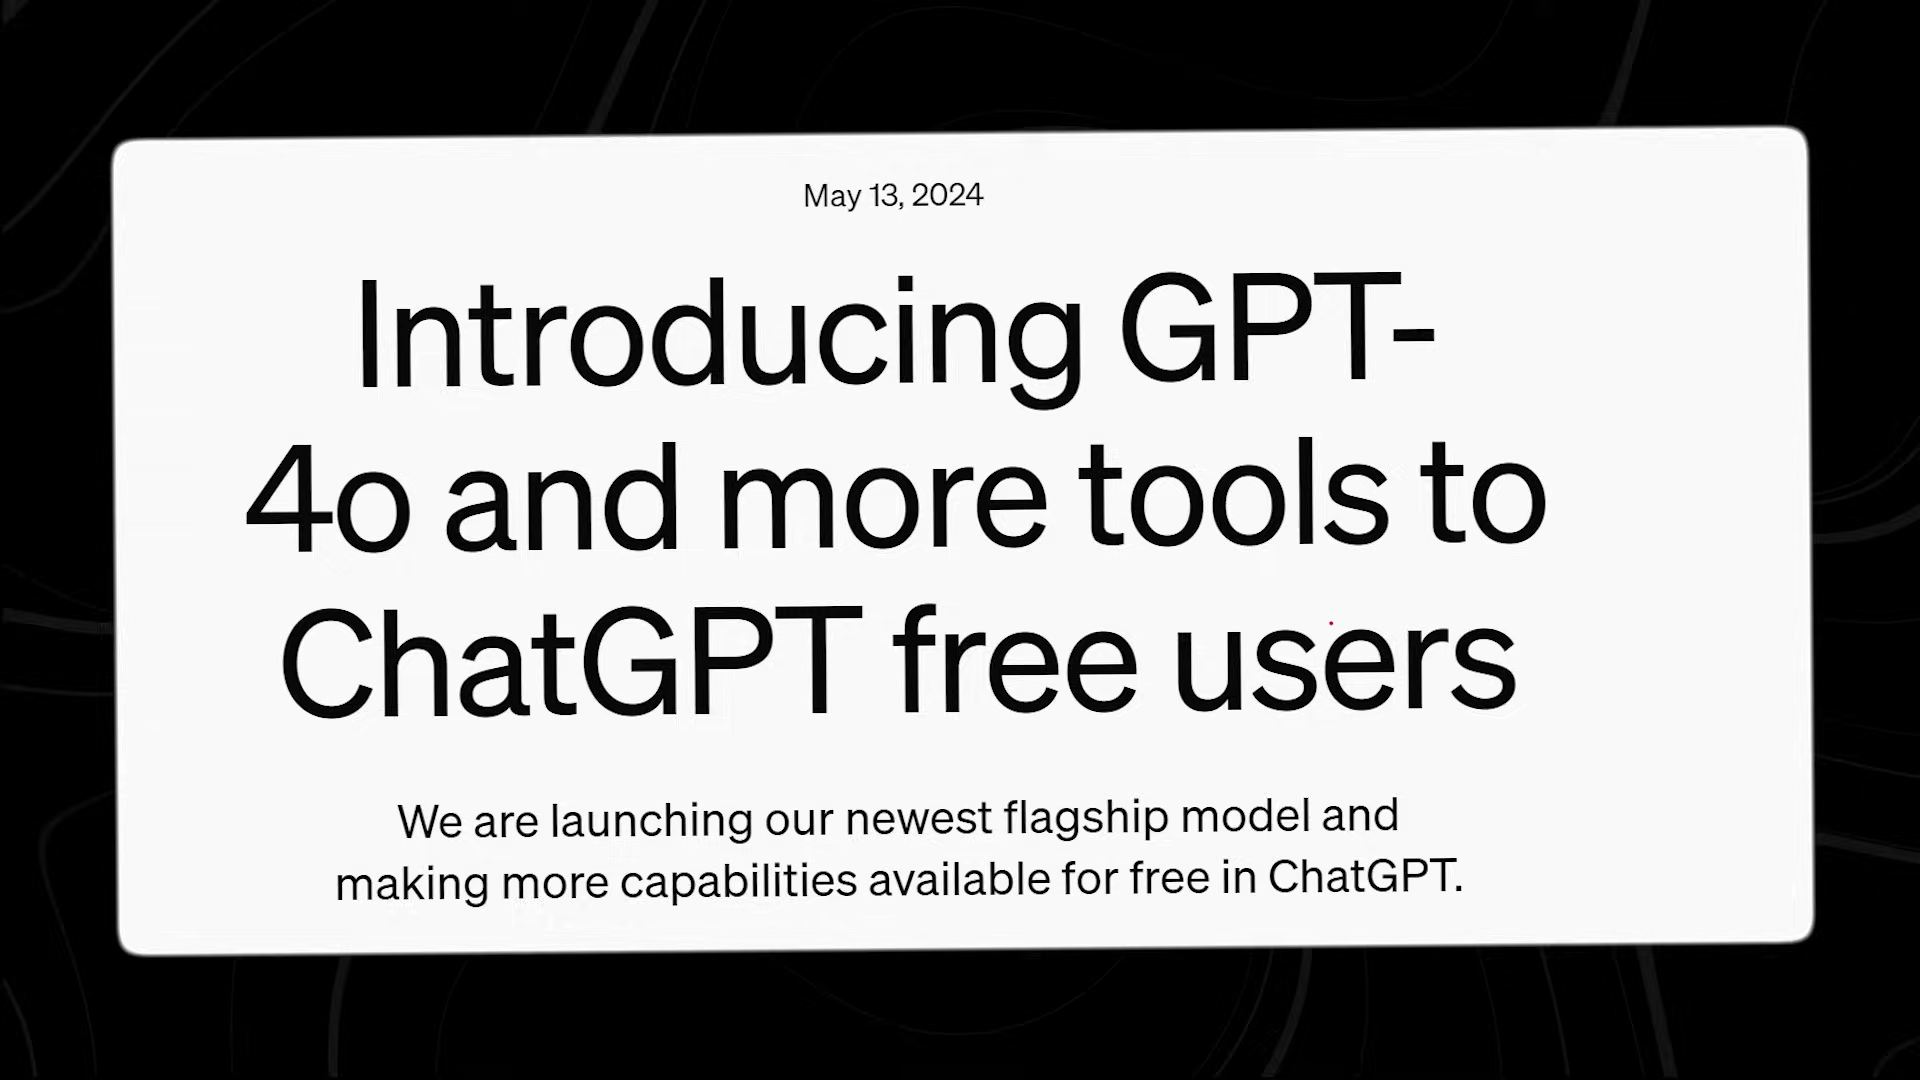 May 13, 2024
Introducing GPT-
4o and more tools to
ChatGPT free users
We are launching our newest flagship model and
making more capabilities available for free in ChatGPT.